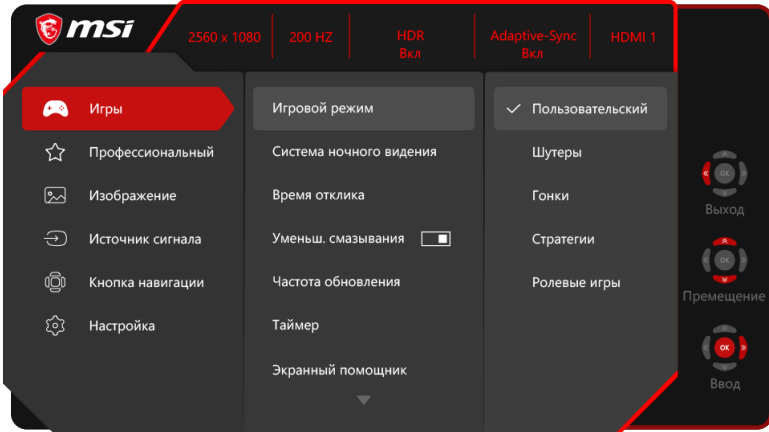 msi
2560 x 1080
200 HZ
HDR
Вкл
Adaptive-Sync
Вкл
HDMI 1
Игры
Профессиональный
Изображение
Источник сигнала
Кнопка навигации
Настройка
Игровой режим
Система ночного видения
Время отклика
Уменьш. смазывания
Частота обновления
Таймер
Экранный помощник
Пользовательский
Шутеры
Гонки
Стратегии
Ролевые игры
OK
Выход
OK
Премещение
OK
Ввод